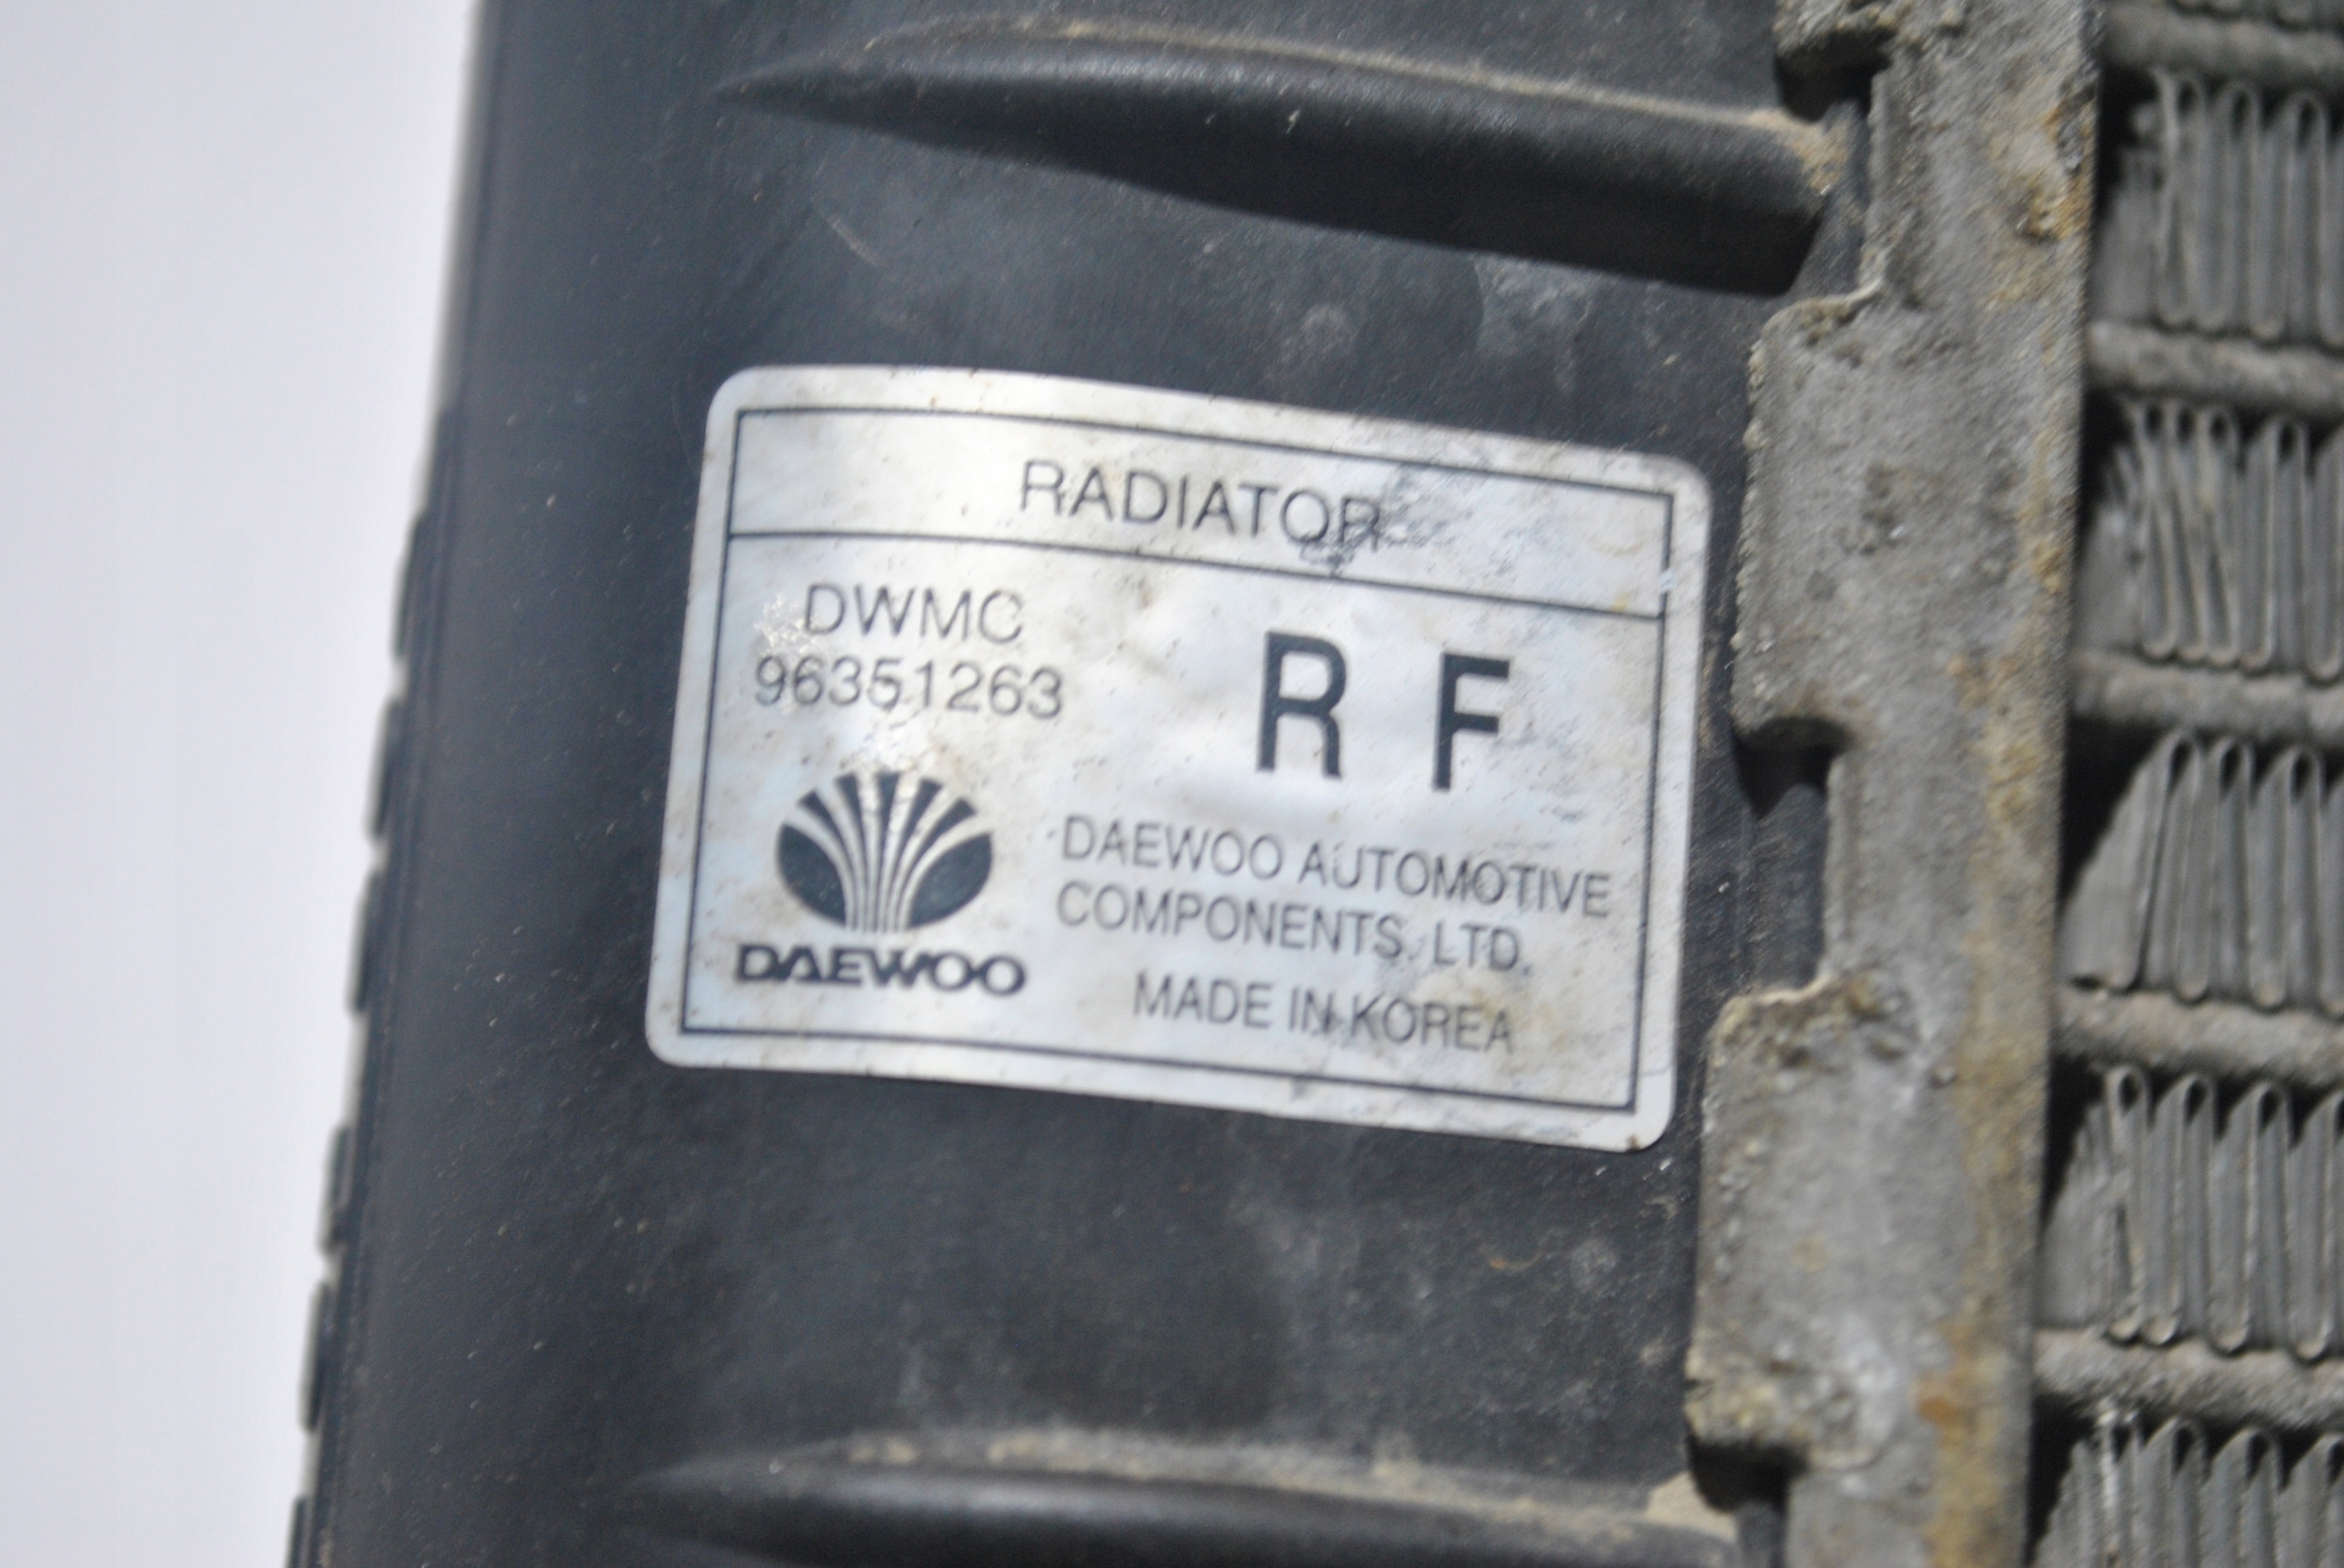 RADIATOR
DWMC
96351263
R F
DAEWOO
DAEWOO AUTOMOTIVE
COMPONENTS, LTD.
MADE IN KOREA